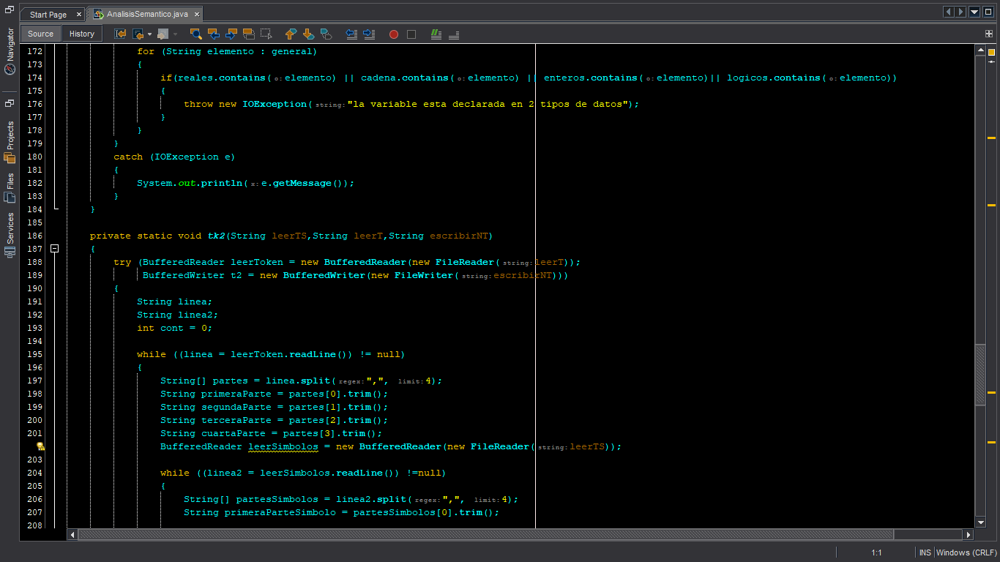 Start Page
AnalisisSemantico.java
Source
History
Navigator
Projects
Files
Services
172 for (String elemento : general)
173 {
174 if(reales.contains( o: elemento) || cadena.contains( o: elemento) || enteros.contains( o: elemento)|| logicos.contains( o: elemento))
175 {
176 throw new IOException( string: "la variable esta declarada en 2 tipos de datos");
177 }
178 }
179 }
180 catch (IOException e)
181 {
182 System.out.println( x: e.getMessage());
183 }
184 }
185
186 private static void tk2(String leerTS,String leerT,String escribirNT)
187 {
188 try (BufferedReader leerToken = new BufferedReader(new FileReader( string: leerT));
189 BufferedWriter t2 = new BufferedWriter(new FileWriter( string: escribirNT)))
190 {
191 String linea;
192 String linea2;
193 int cont = 0;
194
195 while ((linea = leerToken.readLine()) != null)
196 {
197 String[] partes = linea.split( regex: ",", limit: 4);
198 String primeraParte = partes[0].trim();
199 String segundaParte = partes[1].trim();
200 String terceraParte = partes[2].trim();
201 String cuartaParte = partes[3].trim();
BufferedReader leerSimbolos = new BufferedReader(new FileReader( string: leerTS));
203
204 while ((linea2 = leerSimbolos.readLine()) !=null)
205 {
206 String[] partesSimbolos = linea2.split( regex: ",", limit: 4);
207 String primeraParteSimbolo = partesSimbolos[0].trim();
208
1:1 INS Windows (CRLF)